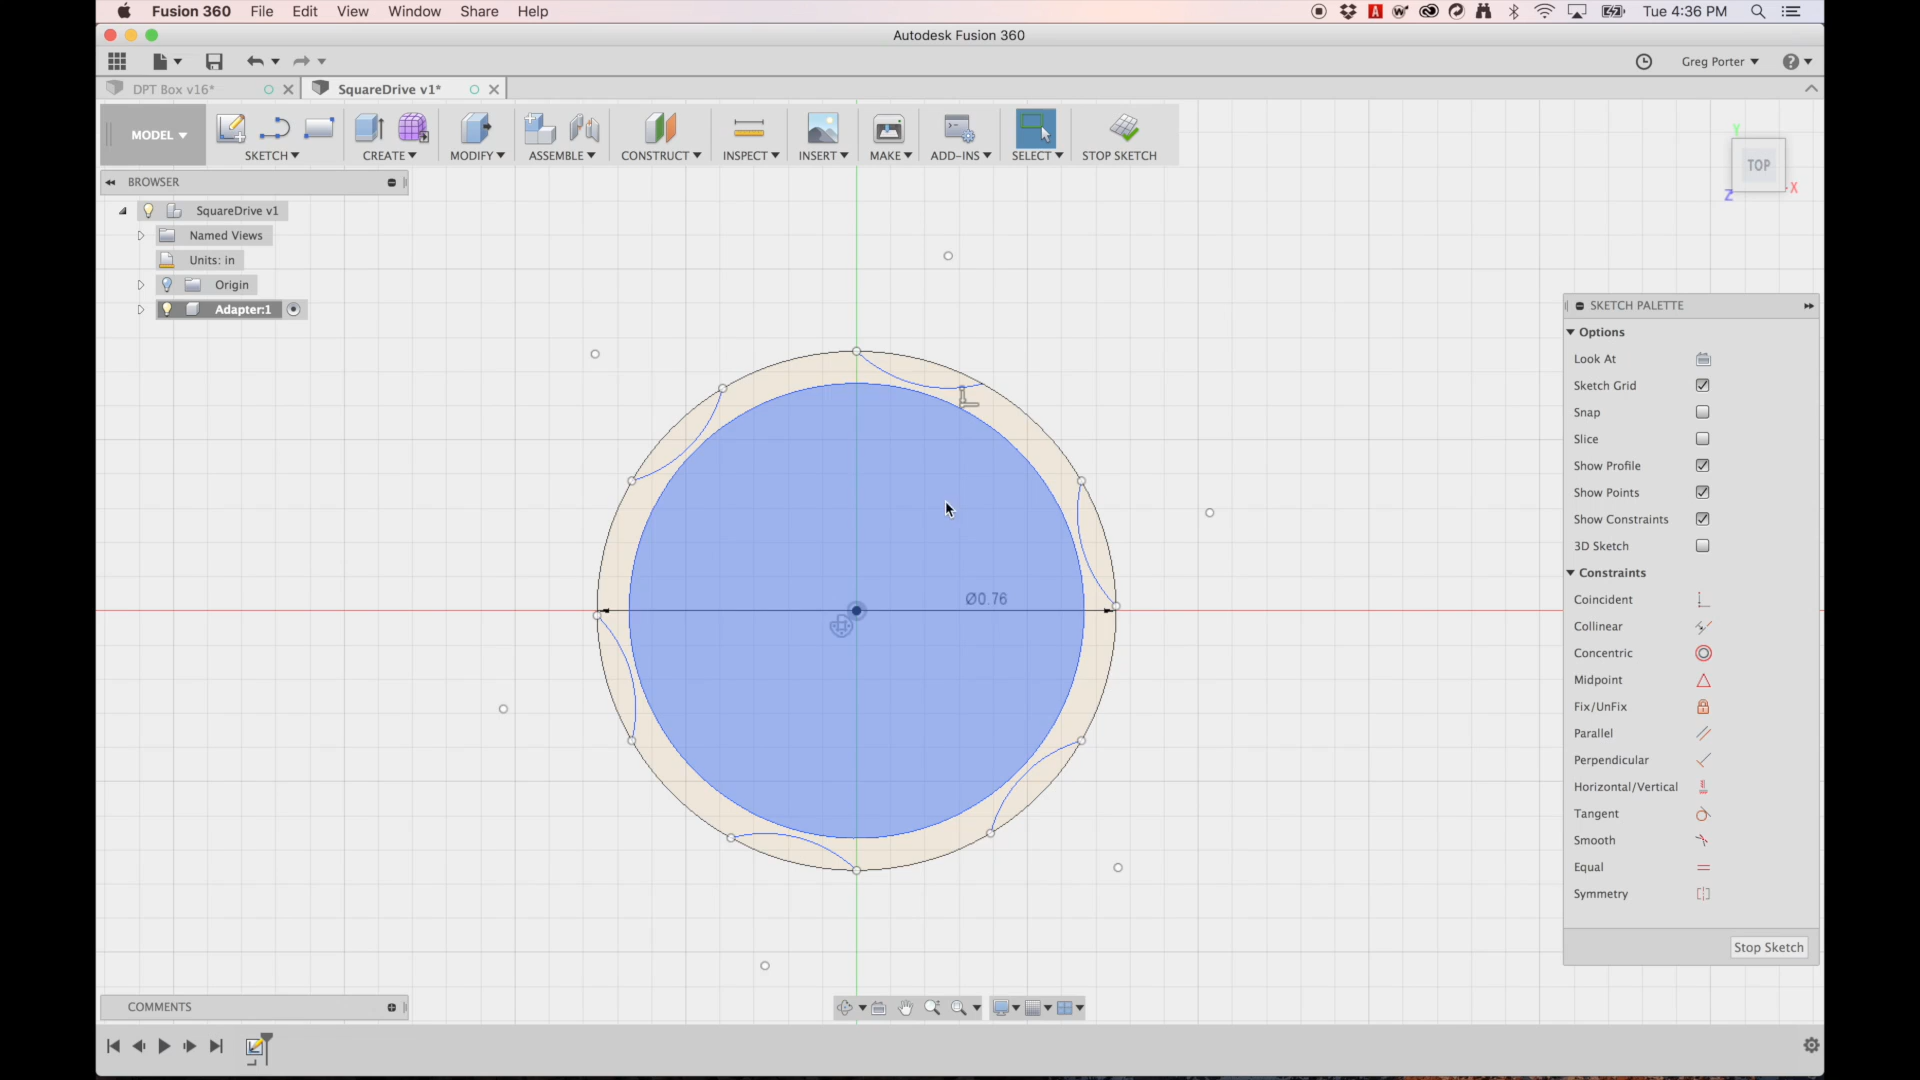 Fusion 360 File Edit View Window Share Help Tue 4:36 PM
Autodesk Fusion 360
Greg Porter
DPT Box v16* SquareDrive v1*
MODEL
SKETCH CREATE MODIFY ASSEMBLE CONSTRUCT INSPECT INSERT MAKE ADD-INS SELECT STOP SKETCH
Y
TOP
X
Z
BROWSER
SquareDrive v1
Named Views
Units: in
Origin
Adapter:1
SKETCH PALETTE
Options
Look At
Sketch Grid
Snap
Slice
Show Profile
Show Points
Show Constraints
3D Sketch
Constraints
Coincident
Collinear
Concentric
Midpoint
Fix/UnFix
Parallel
Perpendicular
Horizontal/Vertical
Tangent
Smooth
Equal
Symmetry
Stop Sketch
Ø0.76
COMMENTS